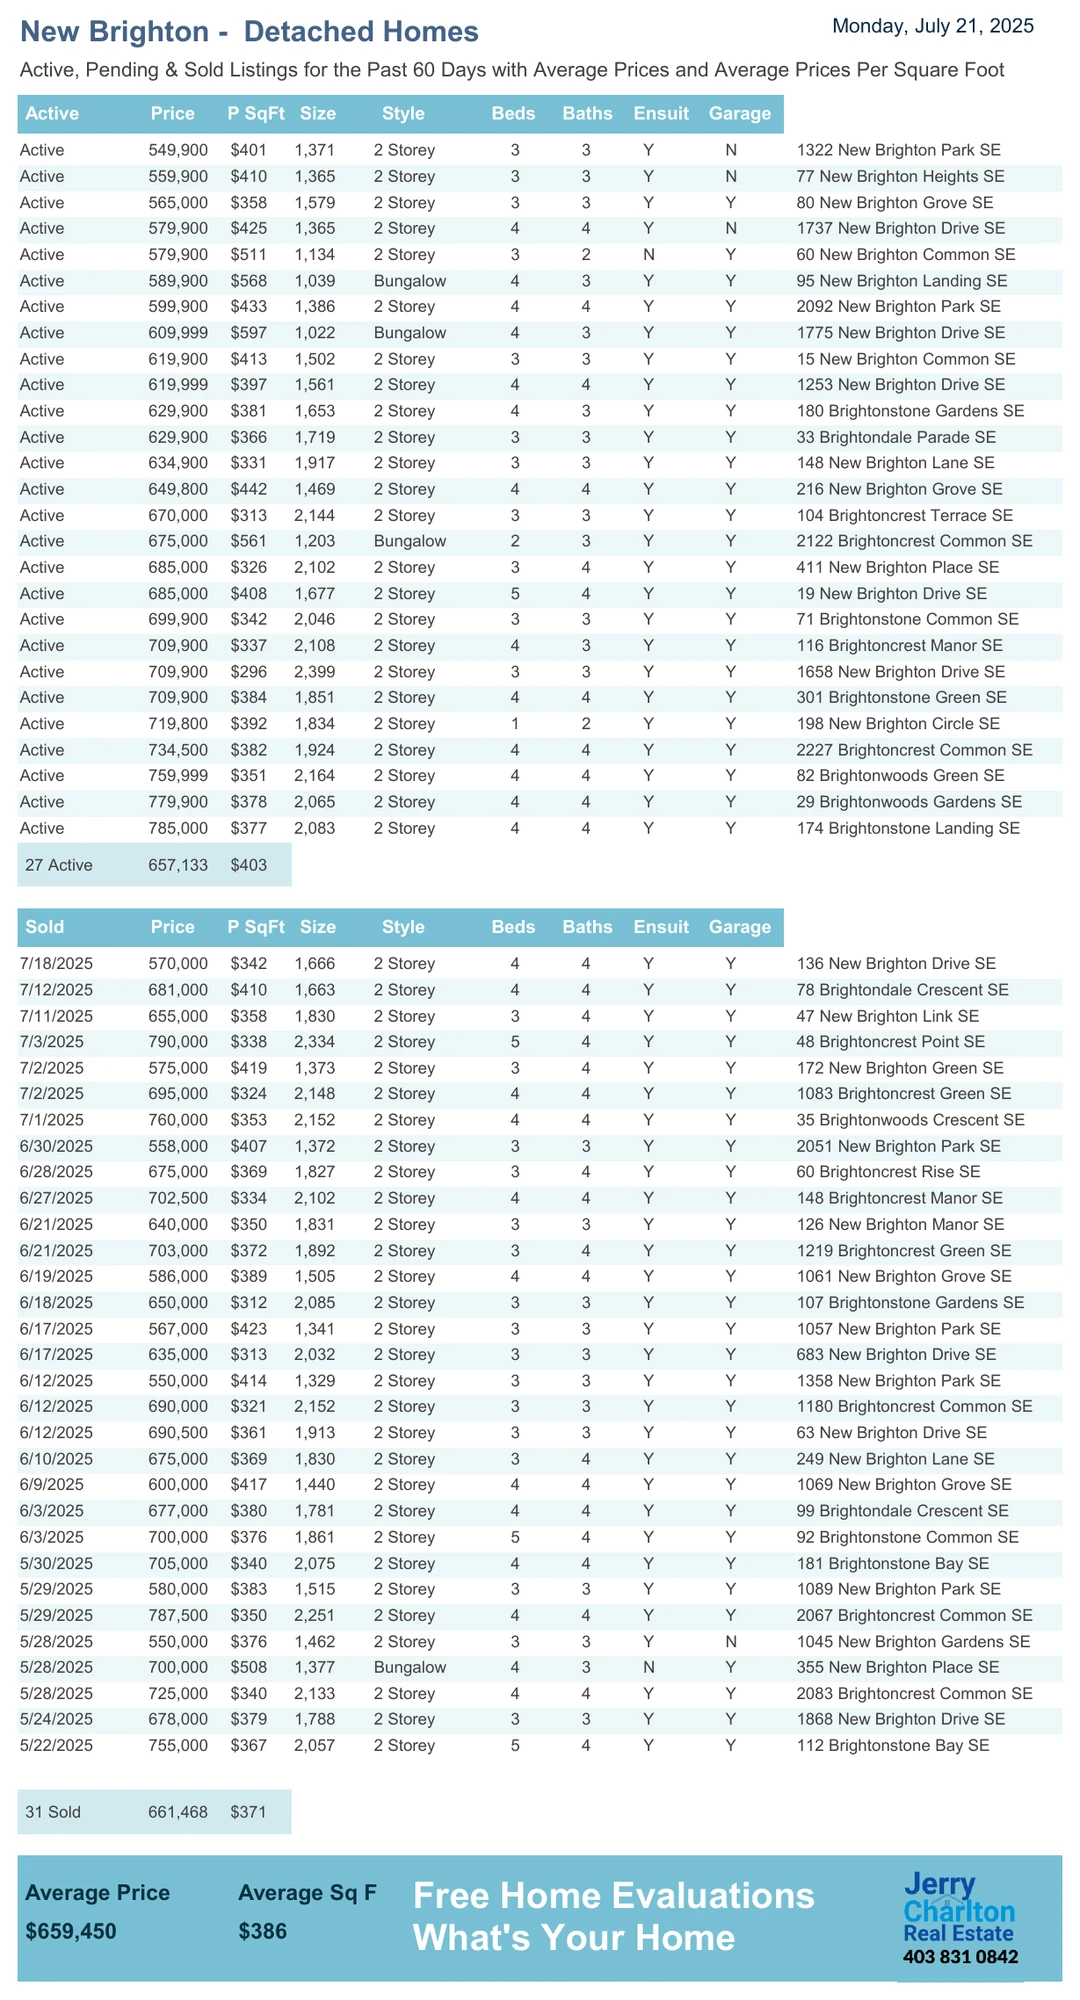 New Brighton - Detached Homes
Monday, July 21, 2025
Active, Pending & Sold Listings for the Past 60 Days with Average Prices and Average Prices Per Square Foot
Active Price P SqFt Size Style Beds Baths Ensuit Garage
Active 549,900 $401 1,371 2 Storey 3 3 Y N 1322 New Brighton Park SE
Active 559,900 $410 1,365 2 Storey 3 3 Y N 77 New Brighton Heights SE
Active 565,000 $358 1,579 2 Storey 3 3 Y Y 80 New Brighton Grove SE
Active 579,900 $425 1,365 2 Storey 4 4 Y N 1737 New Brighton Drive SE
Active 579,900 $511 1,134 2 Storey 3 2 N Y 60 New Brighton Common SE
Active 589,900 $568 1,039 Bungalow 4 3 Y Y 95 New Brighton Landing SE
Active 599,900 $433 1,386 2 Storey 4 4 Y Y 2092 New Brighton Park SE
Active 609,999 $597 1,022 Bungalow 4 3 Y Y 1775 New Brighton Drive SE
Active 619,900 $413 1,502 2 Storey 3 3 Y Y 15 New Brighton Common SE
Active 619,999 $397 1,561 2 Storey 4 4 Y Y 1253 New Brighton Drive SE
Active 629,900 $381 1,653 2 Storey 4 3 Y Y 180 Brightonstone Gardens SE
Active 629,900 $366 1,719 2 Storey 3 3 Y Y 33 Brightondale Parade SE
Active 634,900 $331 1,917 2 Storey 3 3 Y Y 148 New Brighton Lane SE
Active 649,800 $442 1,469 2 Storey 4 4 Y Y 216 New Brighton Grove SE
Active 670,000 $313 2,144 2 Storey 3 3 Y Y 104 Brightoncrest Terrace SE
Active 675,000 $561 1,203 Bungalow 2 3 Y Y 2122 Brightoncrest Common SE
Active 685,000 $326 2,102 2 Storey 3 4 Y Y 411 New Brighton Place SE
Active 685,000 $408 1,677 2 Storey 5 4 Y Y 19 New Brighton Drive SE
Active 699,900 $342 2,046 2 Storey 3 3 Y Y 71 Brightonstone Common SE
Active 709,900 $337 2,108 2 Storey 4 3 Y Y 116 Brightoncrest Manor SE
Active 709,900 $296 2,399 2 Storey 3 3 Y Y 1658 New Brighton Drive SE
Active 709,900 $384 1,851 2 Storey 4 4 Y Y 301 Brightonstone Green SE
Active 719,800 $392 1,834 2 Storey 1 2 Y Y 198 New Brighton Circle SE
Active 734,500 $382 1,924 2 Storey 4 4 Y Y 2227 Brightoncrest Common SE
Active 759,999 $351 2,164 2 Storey 4 4 Y Y 82 Brightonwoods Green SE
Active 779,900 $378 2,065 2 Storey 4 4 Y Y 29 Brightonwoods Gardens SE
Active 785,000 $377 2,083 2 Storey 4 4 Y Y 174 Brightonstone Landing SE
27 Active 657,133 $403
Sold Price P SqFt Size Style Beds Baths Ensuit Garage
7/18/2025 570,000 $342 1,666 2 Storey 4 4 Y Y 136 New Brighton Drive SE
7/12/2025 681,000 $410 1,663 2 Storey 4 4 Y Y 78 Brightondale Crescent SE
7/11/2025 655,000 $358 1,830 2 Storey 3 4 Y Y 47 New Brighton Link SE
7/3/2025 790,000 $338 2,334 2 Storey 5 4 Y Y 48 Brightoncrest Point SE
7/2/2025 575,000 $419 1,373 2 Storey 3 4 Y Y 172 New Brighton Green SE
7/2/2025 695,000 $324 2,148 2 Storey 4 4 Y Y 1083 Brightoncrest Green SE
7/1/2025 760,000 $353 2,152 2 Storey 4 4 Y Y 35 Brightonwoods Crescent SE
6/30/2025 558,000 $407 1,372 2 Storey 3 3 Y Y 2051 New Brighton Park SE
6/28/2025 675,000 $369 1,827 2 Storey 3 4 Y Y 60 Brightoncrest Rise SE
6/27/2025 702,500 $334 2,102 2 Storey 4 4 Y Y 148 Brightoncrest Manor SE
6/21/2025 640,000 $350 1,831 2 Storey 3 3 Y Y 126 New Brighton Manor SE
6/21/2025 703,000 $372 1,892 2 Storey 3 4 Y Y 1219 Brightoncrest Green SE
6/19/2025 586,000 $389 1,505 2 Storey 4 4 Y Y 1061 New Brighton Grove SE
6/18/2025 650,000 $312 2,085 2 Storey 3 3 Y Y 107 Brightonstone Gardens SE
6/17/2025 567,000 $423 1,341 2 Storey 3 3 Y Y 1057 New Brighton Park SE
6/17/2025 635,000 $313 2,032 2 Storey 3 3 Y Y 683 New Brighton Drive SE
6/12/2025 550,000 $414 1,329 2 Storey 3 3 Y Y 1358 New Brighton Park SE
6/12/2025 690,000 $321 2,152 2 Storey 3 3 Y Y 1180 Brightoncrest Common SE
6/12/2025 690,500 $361 1,913 2 Storey 3 3 Y Y 63 New Brighton Drive SE
6/10/2025 675,000 $369 1,830 2 Storey 3 4 Y Y 249 New Brighton Lane SE
6/9/2025 600,000 $417 1,440 2 Storey 4 4 Y Y 1069 New Brighton Grove SE
6/3/2025 677,000 $380 1,781 2 Storey 4 4 Y Y 99 Brightondale Crescent SE
6/3/2025 700,000 $376 1,861 2 Storey 5 4 Y Y 92 Brightonstone Common SE
5/30/2025 705,000 $340 2,075 2 Storey 4 4 Y Y 181 Brightonstone Bay SE
5/29/2025 580,000 $383 1,515 2 Storey 3 3 Y Y 1089 New Brighton Park SE
5/29/2025 787,500 $350 2,251 2 Storey 4 4 Y Y 2067 Brightoncrest Common SE
5/28/2025 550,000 $376 1,462 2 Storey 3 3 Y N 1045 New Brighton Gardens SE
5/28/2025 700,000 $508 1,377 Bungalow 4 3 N Y 355 New Brighton Place SE
5/28/2025 725,000 $340 2,133 2 Storey 4 4 Y Y 2083 Brightoncrest Common SE
5/24/2025 678,000 $379 1,788 2 Storey 3 3 Y Y 1868 New Brighton Drive SE
5/22/2025 755,000 $367 2,057 2 Storey 5 4 Y Y 112 Brightonstone Bay SE
31 Sold 661,468 $371
Average Price Average Sq F
$659,450 $386
Free Home Evaluations
What's Your Home
Jerry
Charlton
Real Estate
403 831 0842